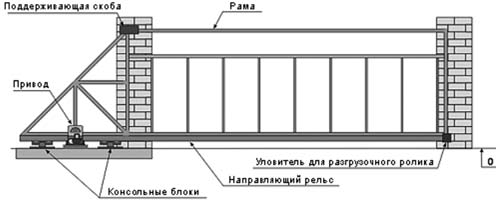 Поддерживающая скоба
Рама
Привод
Уловитель для разгрузочного ролика
Направляющий рельс
Консольные блоки
0